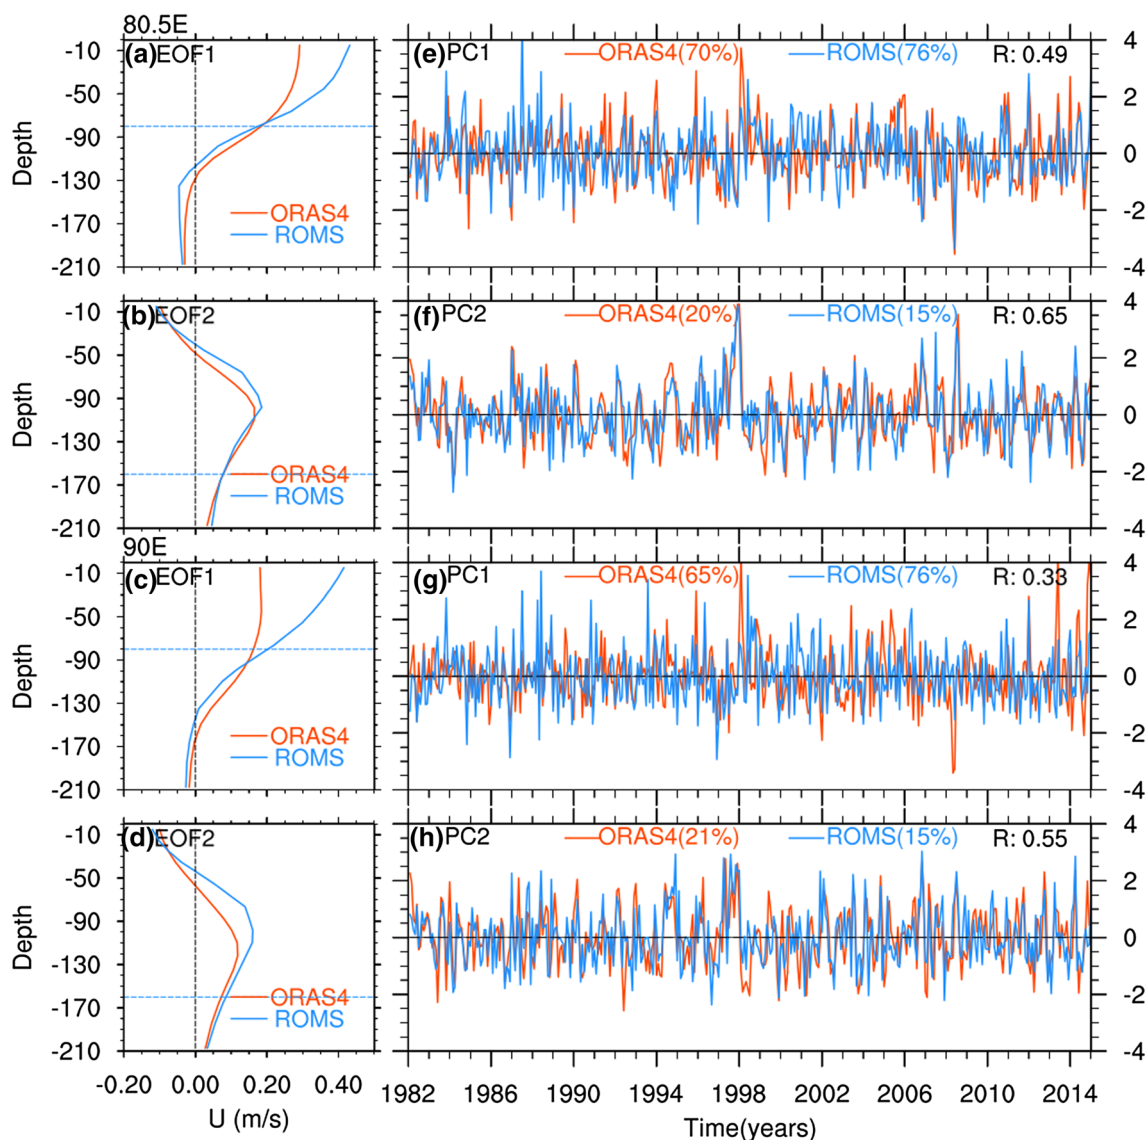 80.5E
(a) EOF1
-10
-50
-90
-130
-170
-210
Depth
ORAS4
ROMS
(e) PC1 ORAS4(70%) ROMS(76%) R: 0.49
4
2
0
-2
-4
(b) EOF2
-10
-50
-90
-130
-170
-210
Depth
ORAS4
ROMS
(f) PC2 ORAS4(20%) ROMS(15%) R: 0.65
4
2
0
-2
-4
90E
(c) EOF1
-10
-50
-90
-130
-170
-210
Depth
ORAS4
ROMS
(g) PC1 ORAS4(65%) ROMS(76%) R: 0.33
4
2
0
-2
-4
(d) EOF2
-10
-50
-90
-130
-170
-210
Depth
ORAS4
ROMS
(h) PC2 ORAS4(21%) ROMS(15%) R: 0.55
4
2
0
-2
-4
-0.20 0.00 0.20 0.40
U (m/s)
1982 1986 1990 1994 1998 2002 2006 2010 2014
Time(years)